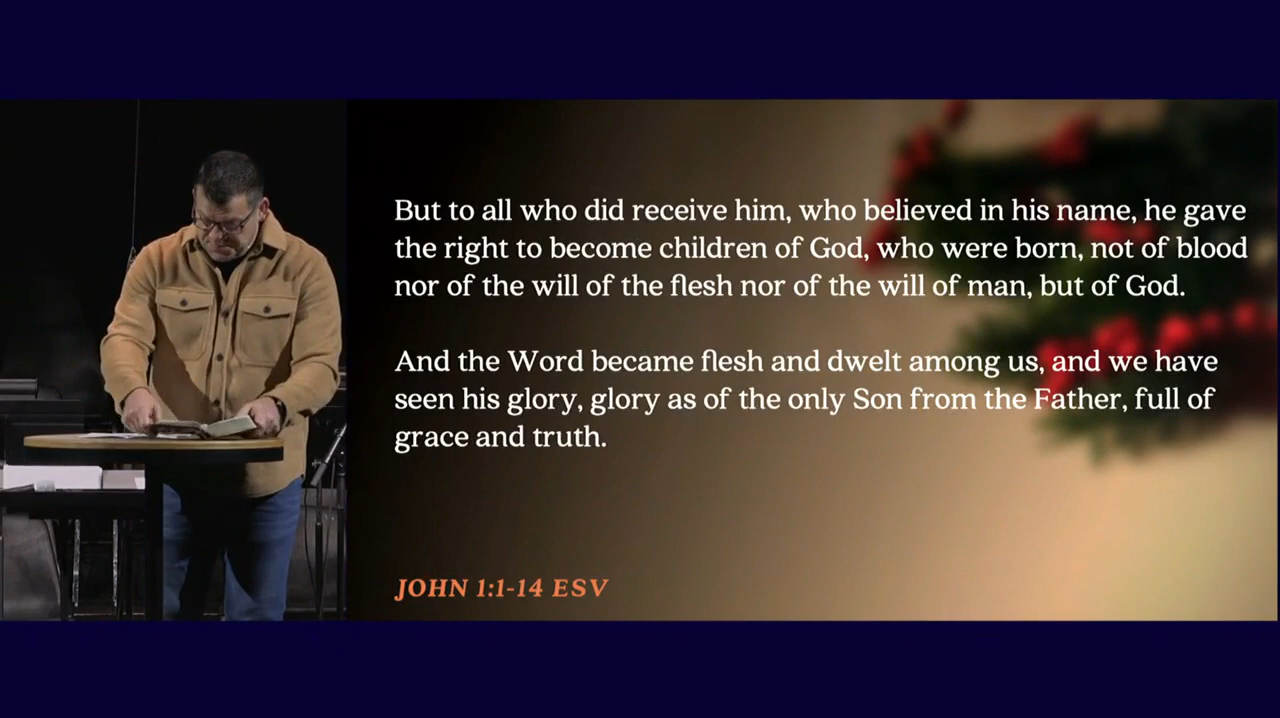 But to all who did receive him, who believed in his name, he gave
the right to become children of God, who were born, not of blood
nor of the will of the flesh nor of the will of man, but of God.
And the Word became flesh and dwelt among us, and we have
seen his glory, glory as of the only Son from the Father, full of
grace and truth.
JOHN 1:1-14 ESV